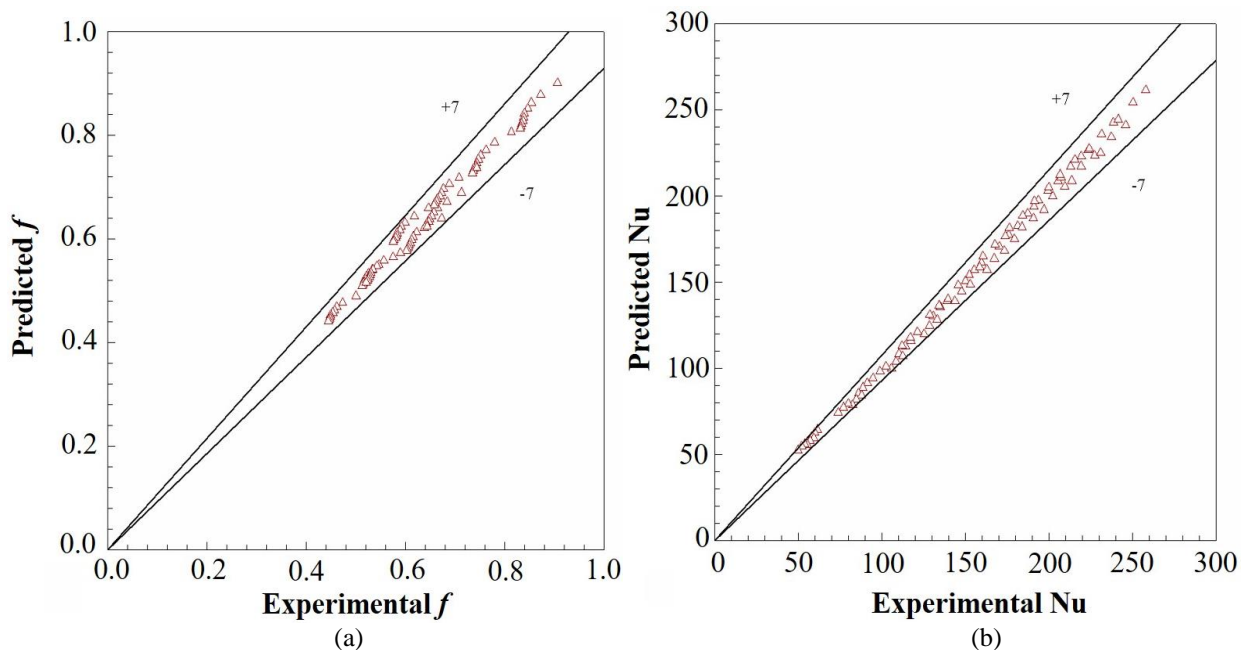 1.0
0.8
0.6
0.4
0.2
0.0
0.0 0.2 0.4 0.6 0.8 1.0
Predicted f
Experimental f
+7
-7
(a)
300
250
200
150
100
50
0
0 50 100 150 200 250 300
Predicted Nu
Experimental Nu
+7
-7
(b)